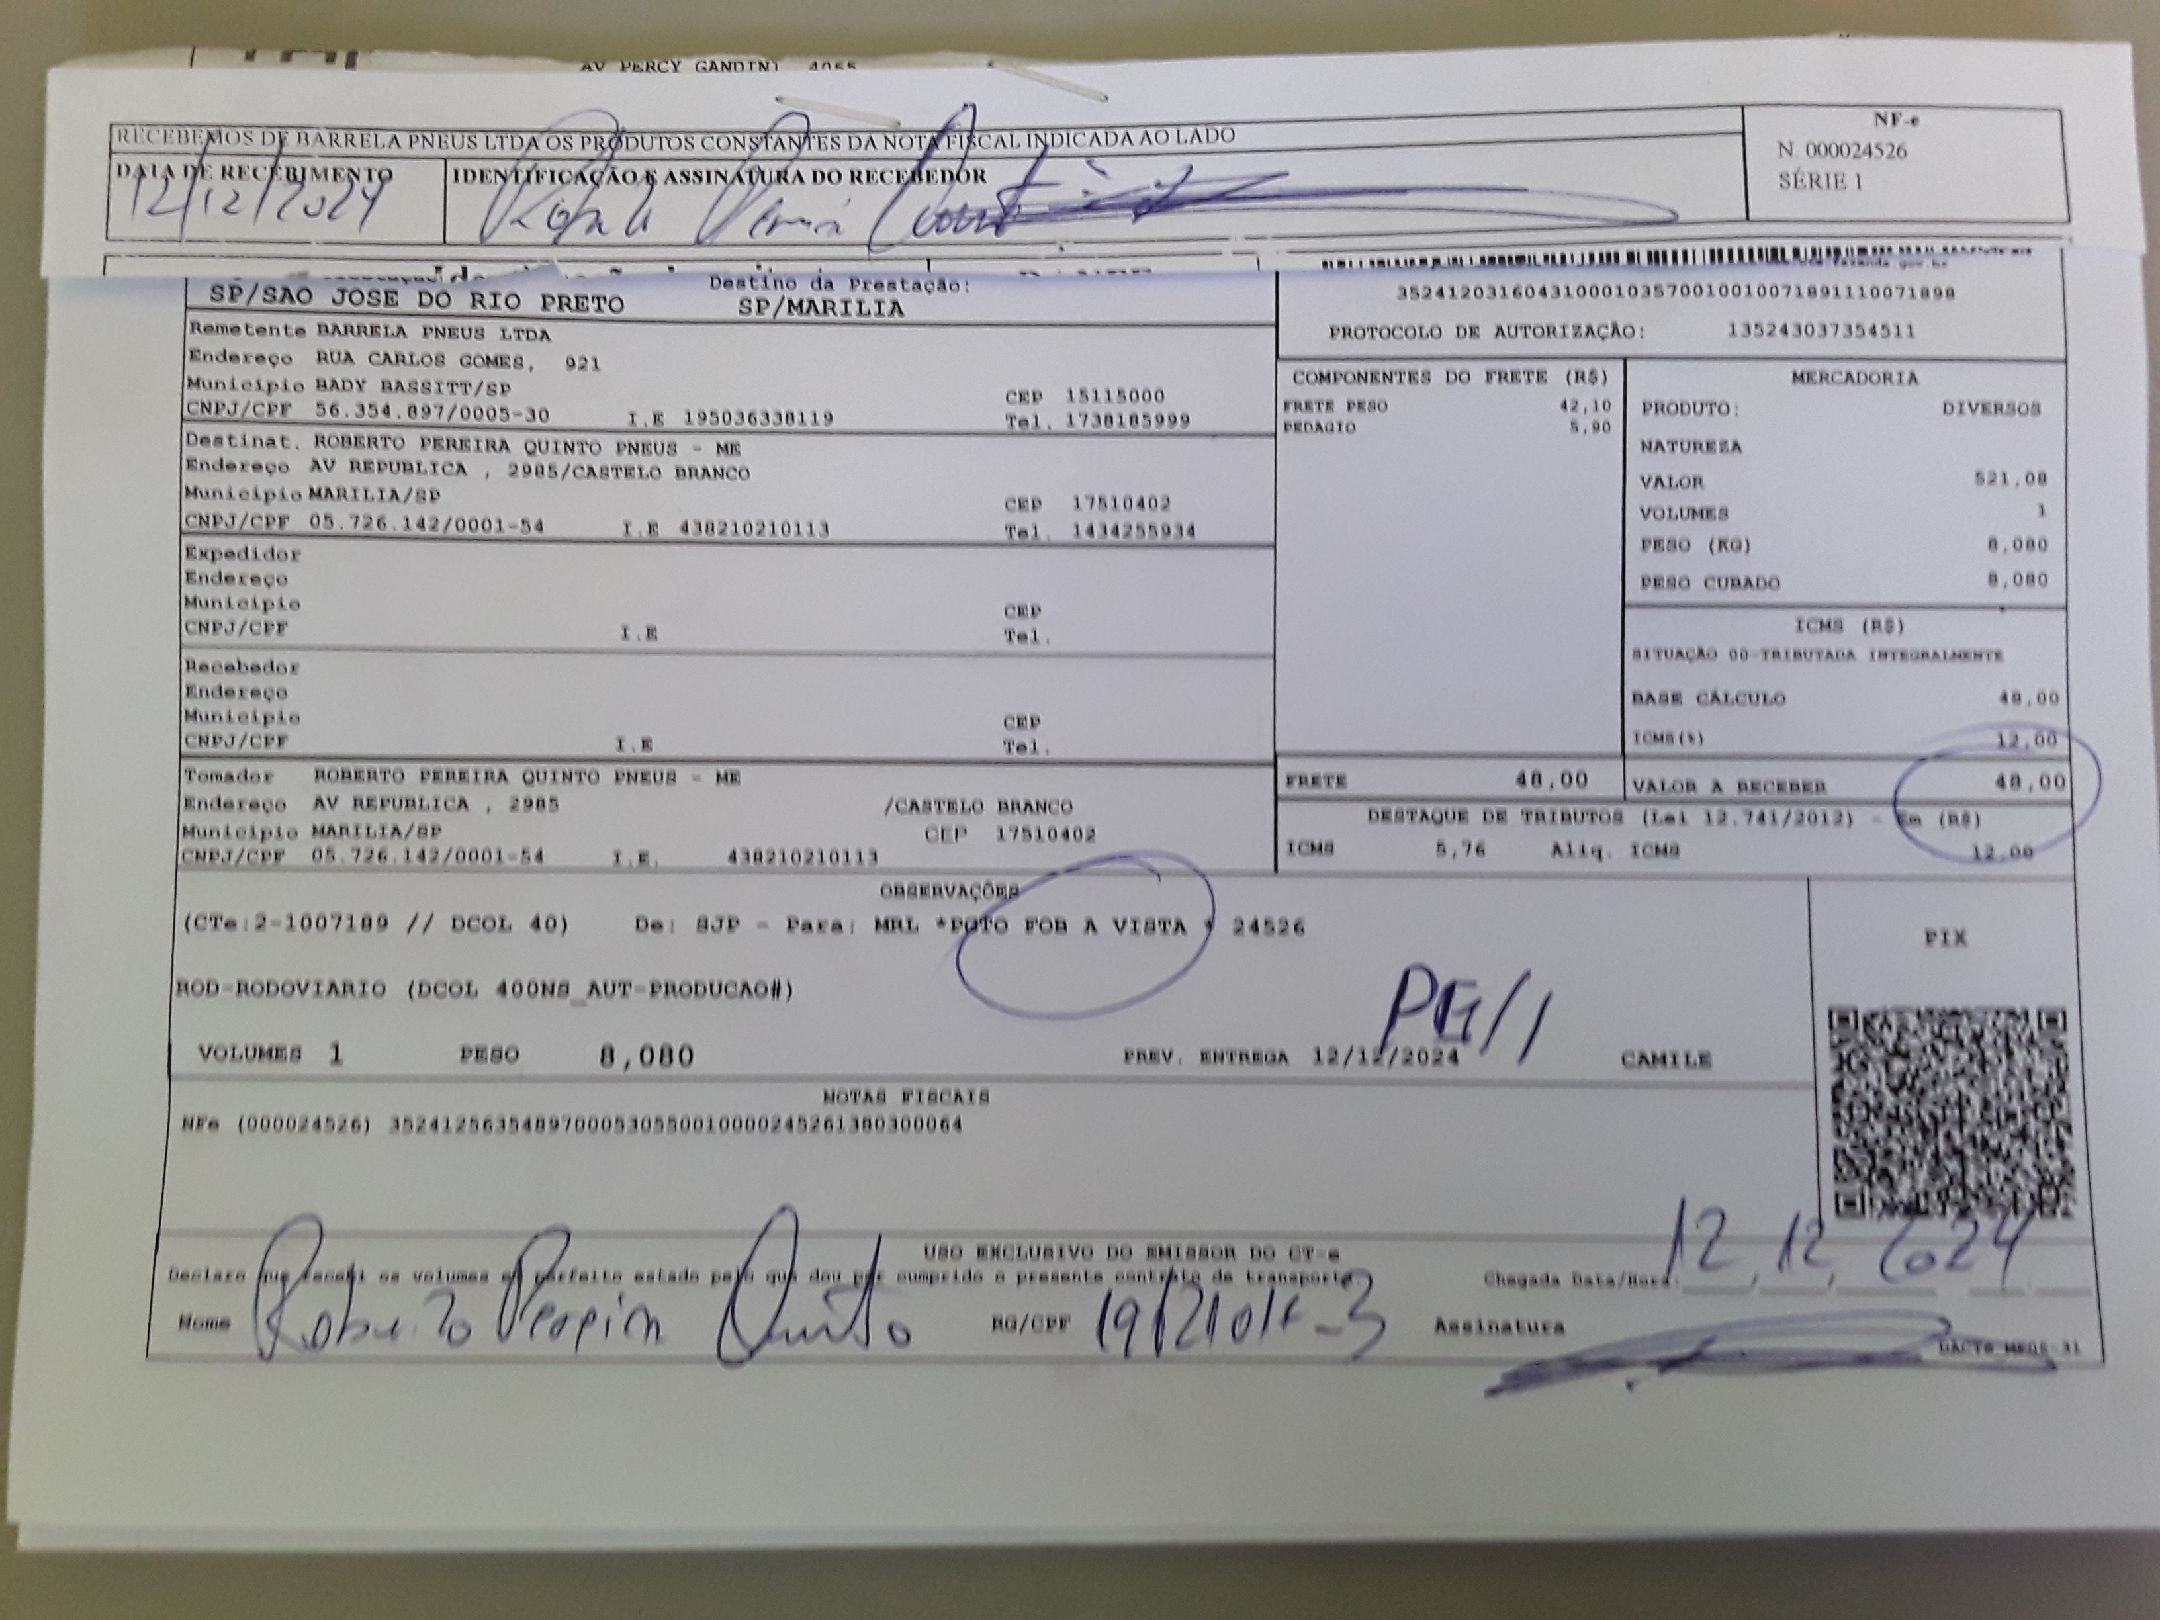 AV PERCY GANDINI
RECEBEMOS DE BARRELA PNEUS LTDA OS PRODUTOS CONSTANTES DA NOTA FISCAL INDICADA AO LADO
NF-e
N. 000024526
SÉRIE 1
DATA DE RECEBIMENTO
IDENTIFICAÇÃO E ASSINATURA DO RECEBEDOR
12/12/2024
Destino da Prestação:
SP/SAO JOSE DO RIO PRETO SP/MARILIA
35241203160431000103570010010071891110071898
PROTOCOLO DE AUTORIZAÇÃO: 135243037354511
Remetente BARRELA PNEUS LTDA
Endereço RUA CARLOS GOMES, 921
Município BADY BASSITT/SP CEP 15115000
CNPJ/CPF 56.354.897/0005-30 I.E 195036338119 Tel. 1738185999
Destinat. ROBERTO PEREIRA QUINTO PNEUS - ME
Endereço AV REPUBLICA , 2985/CASTELO BRANCO
Município MARILIA/SP CEP 17510402
CNPJ/CPF 05.726.142/0001-54 I.E 438210210113 Tel. 1434255934
Expedidor
Endereço
Município CEP
CNPJ/CPF I.E Tel.
Recebedor
Endereço
Município CEP
CNPJ/CPF I.E Tel.
Tomador ROBERTO PEREIRA QUINTO PNEUS - ME
Endereço AV REPUBLICA , 2985 /CASTELO BRANCO
Município MARILIA/SP CEP 17510402
CNPJ/CPF 05.726.142/0001-54 I.E. 438210210113
COMPONENTES DO FRETE (R$)
FRETE PESO 42,10
PEDAGIO 5,90
FRETE 48,00
MERCADORIA
PRODUTO: DIVERSOS
NATUREZA
VALOR 521,08
VOLUMES 1
PESO (KG) 8,080
PESO CUBADO 8,080
ICMS (R$)
SITUAÇÃO 00-TRIBUTADA INTEGRALMENTE
BASE CÁLCULO 48,00
ICMS(%) 12,00
VALOR A RECEBER 48,00
DESTAQUE DE TRIBUTOS (Lei 12.741/2012) - Em (R$)
ICMS 5,76 Aliq. ICMS 12,00
OBSERVAÇÕES
(CTe:2-1007189 // DCOL 40) De: SJP - Para: MRL *PGTO FOB A VISTA * 24526
PIX
ROD-RODOVIARIO (DCOL 400NS_AUT-PRODUCAO#)
PG/1
VOLUMES 1 PESO 8,080 PREV. ENTREGA 12/12/2024 CAMILE
NOTAS FISCAIS
NFe (000024526) 35241256354897000530550010000245261380300064
USO EXCLUSIVO DO EMISSOR DO CT-e
Declaro que recebi os volumes em perfeito estado pelo que dou por cumprido o presente contrato de transporte.
Chegada Data/Hora: 12 12 2024
Nome Roberto Pereira Quinto RG/CPF Assinatura